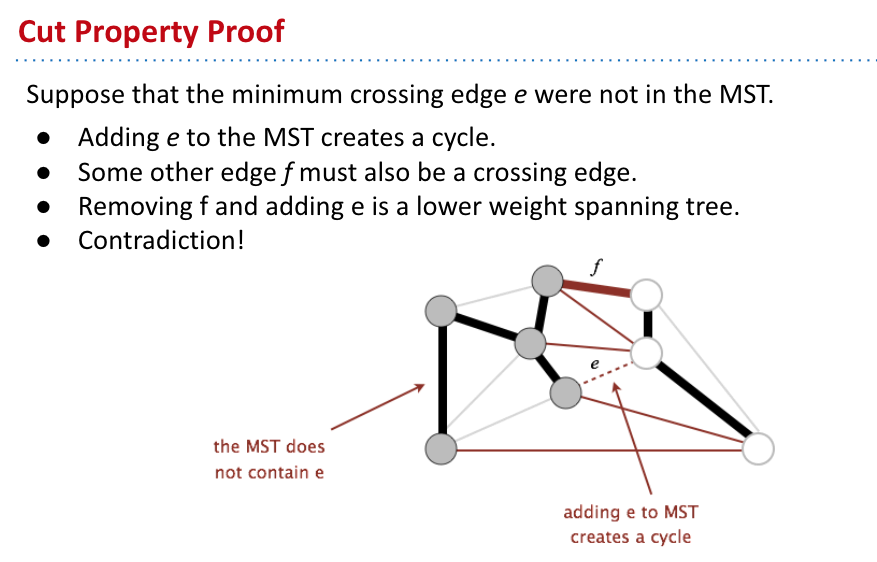 Cut Property Proof
Suppose that the minimum crossing edge e were not in the MST.
● Adding e to the MST creates a cycle.
● Some other edge f must also be a crossing edge.
● Removing f and adding e is a lower weight spanning tree.
● Contradiction!
f
e
the MST does
not contain e
adding e to MST
creates a cycle